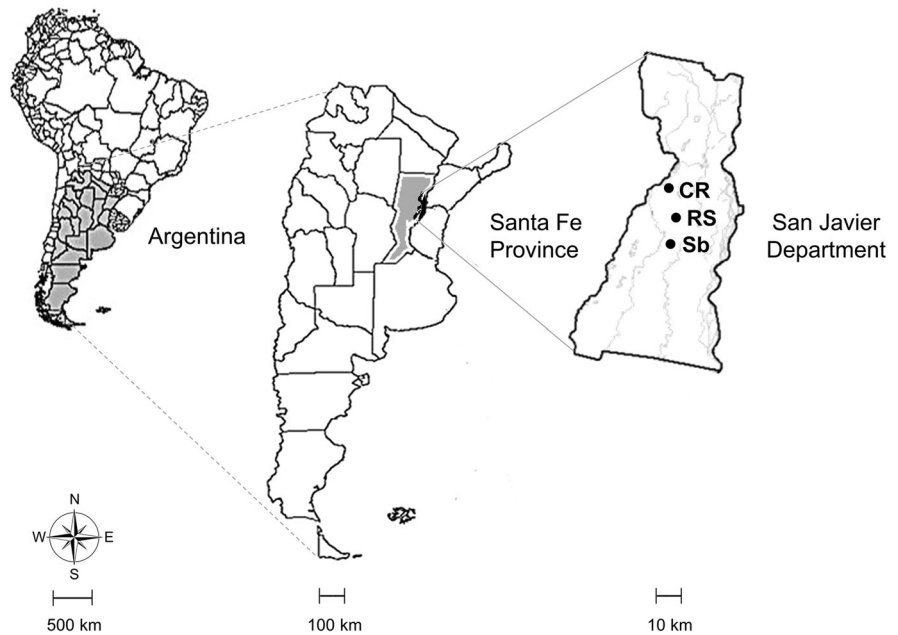 Argentina
Santa Fe
Province
San Javier
Department
CR
RS
Sb
N
W
E
S
500 km
100 km
10 km